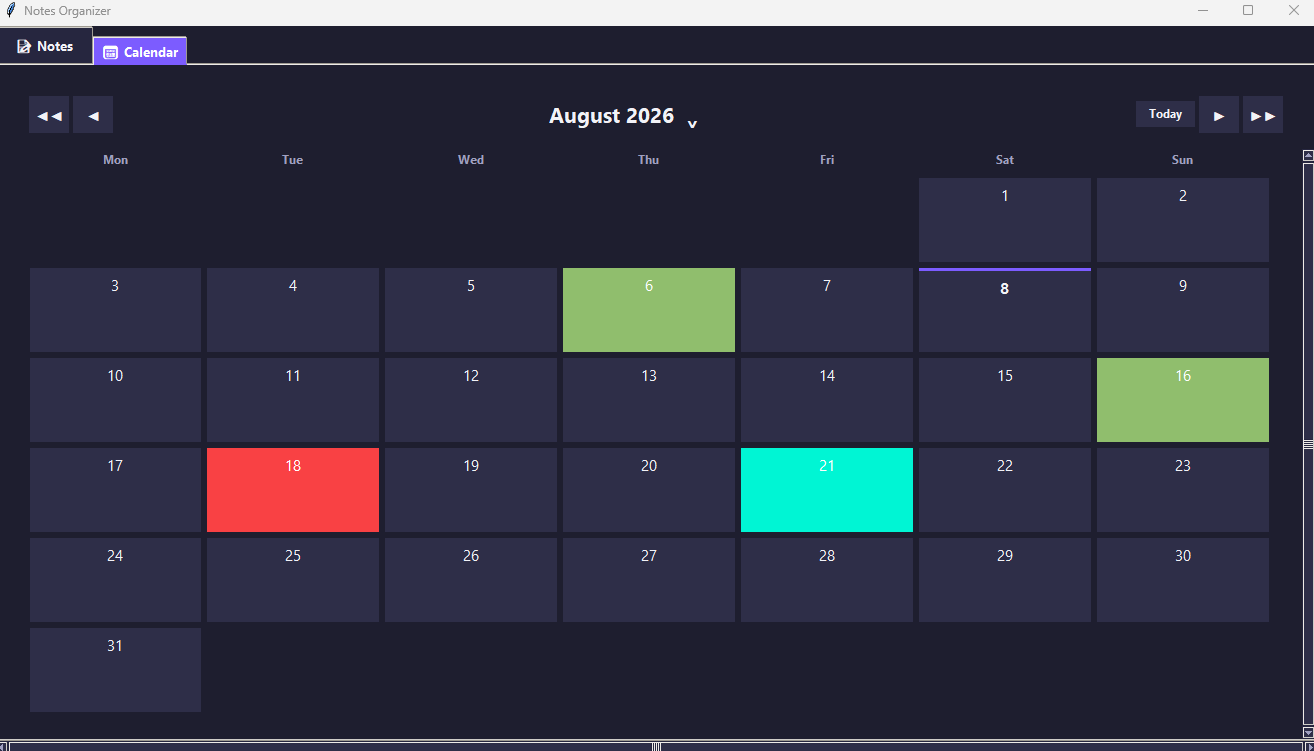 Notes Organizer
Notes
Calendar
◄◄ ◄ August 2026 v Today ► ►►
Mon Tue Wed Thu Fri Sat Sun
1 2
3 4 5 6 7 8 9
10 11 12 13 14 15 16
17 18 19 20 21 22 23
24 25 26 27 28 29 30
31